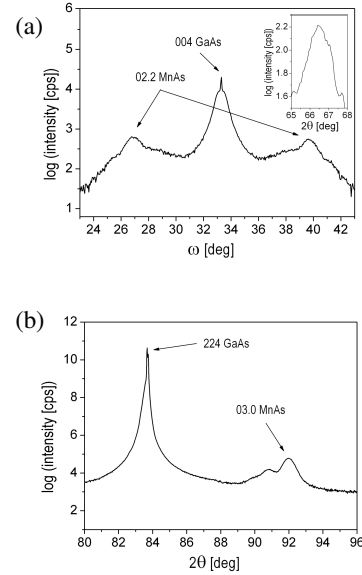 (a)
log (intensity [cps])
6
5
4
3
2
1
004 GaAs
02.2 MnAs
24 26 28 30 32 34 36 38 40 42
ω [deg]
log (intensity [cps])
2.2
2.0
1.8
1.6
65 66 67 68
2θ [deg]
(b)
log (intensity [cps])
12
10
8
6
4
2
224 GaAs
03.0 MnAs
80 82 84 86 88 90 92 94 96
2θ [deg]